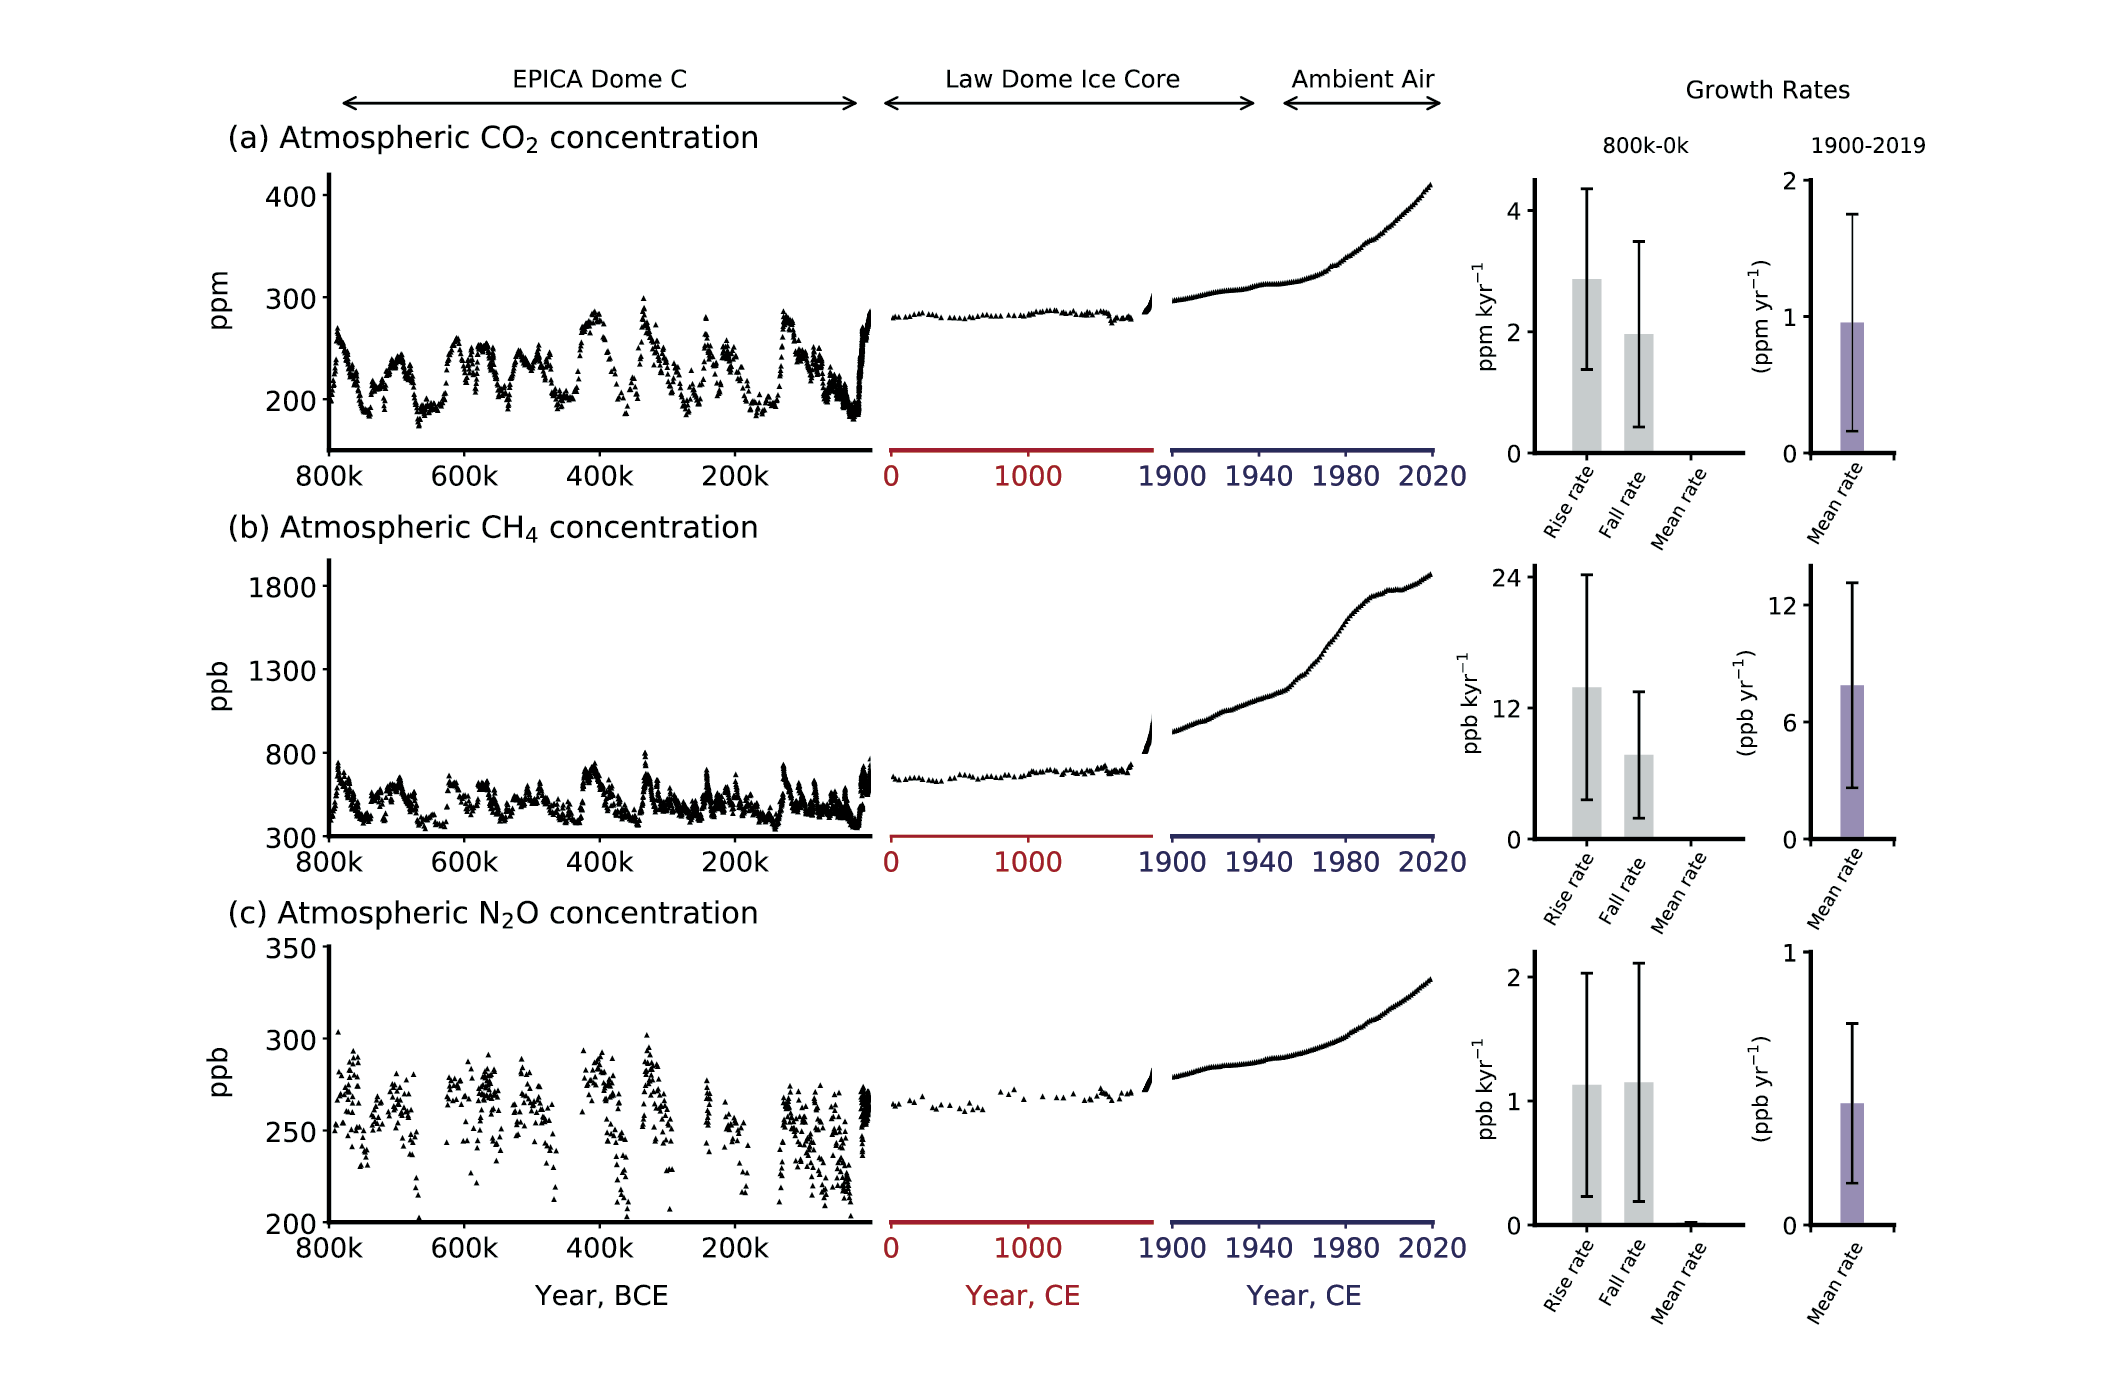 EPICA Dome C
Law Dome Ice Core
Ambient Air
Growth Rates
(a) Atmospheric CO₂ concentration
800k-0k
1900-2019
ppm
400
300
200
800k 600k 400k 200k
0 1000
1900 1940 1980 2020
ppm kyr⁻¹
4
2
0
Rise rate
Fall rate
Mean rate
(ppm yr⁻¹)
2
1
0
Mean rate
(b) Atmospheric CH₄ concentration
ppb
1800
1300
800
300
800k 600k 400k 200k
0 1000
1900 1940 1980 2020
ppb kyr⁻¹
24
12
0
Rise rate
Fall rate
Mean rate
(ppb yr⁻¹)
12
6
0
Mean rate
(c) Atmospheric N₂O concentration
ppb
350
300
250
200
800k 600k 400k 200k
0 1000
1900 1940 1980 2020
Year, BCE
Year, CE
Year, CE
ppb kyr⁻¹
2
1
0
Rise rate
Fall rate
Mean rate
(ppb yr⁻¹)
1
0
Mean rate